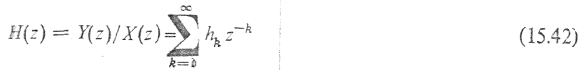 H(z) = Y(z)/X(z) = ∑_{k=0}^{∞} h_k z^{-k} (15.42)